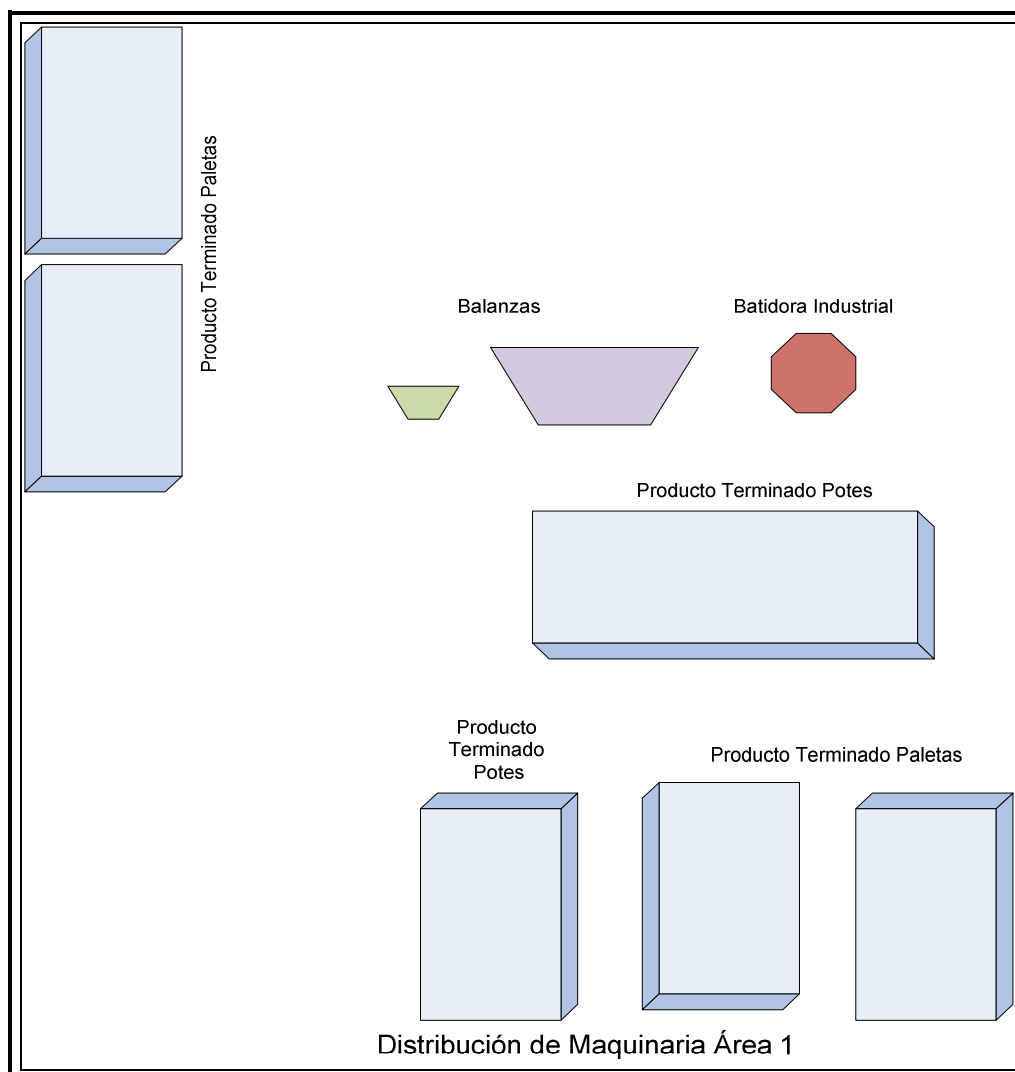 Producto Terminado Paletas
Balanzas
Batidora Industrial
Producto Terminado Potes
Producto
Terminado
Potes
Producto Terminado Paletas
Distribución de Maquinaria Área 1